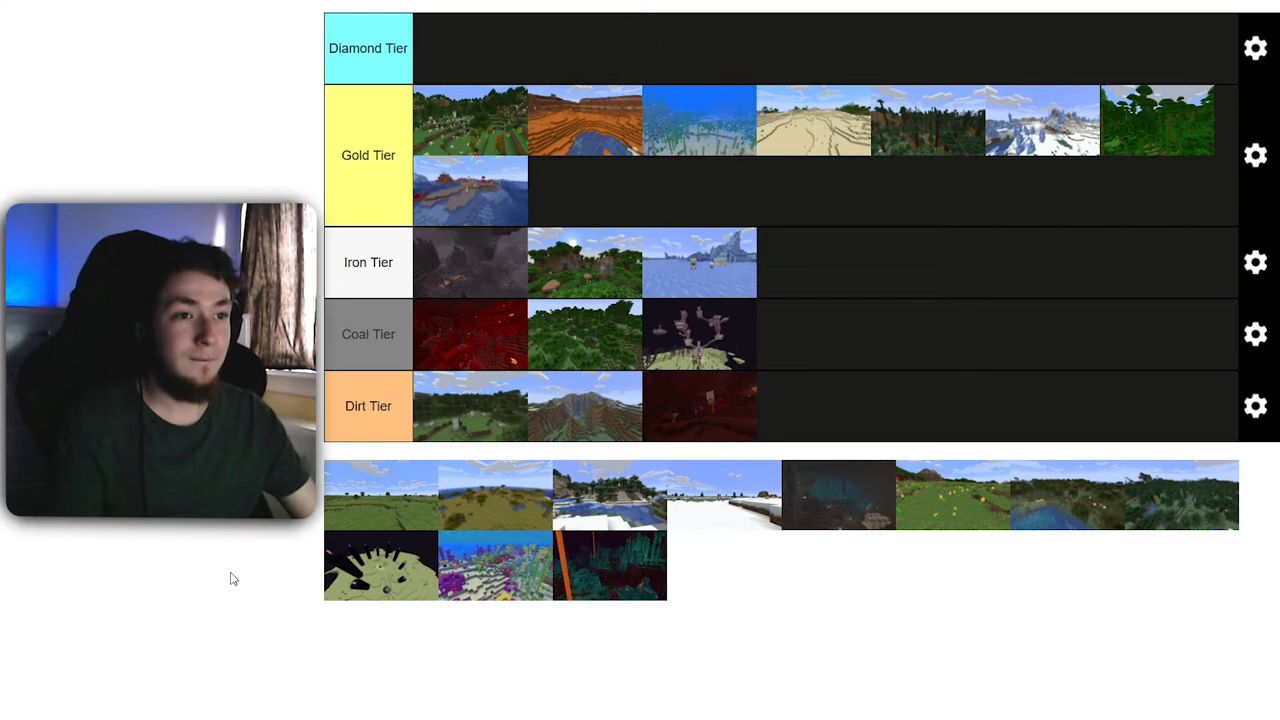 Diamond Tier
Gold Tier
Iron Tier
Coal Tier
Dirt Tier